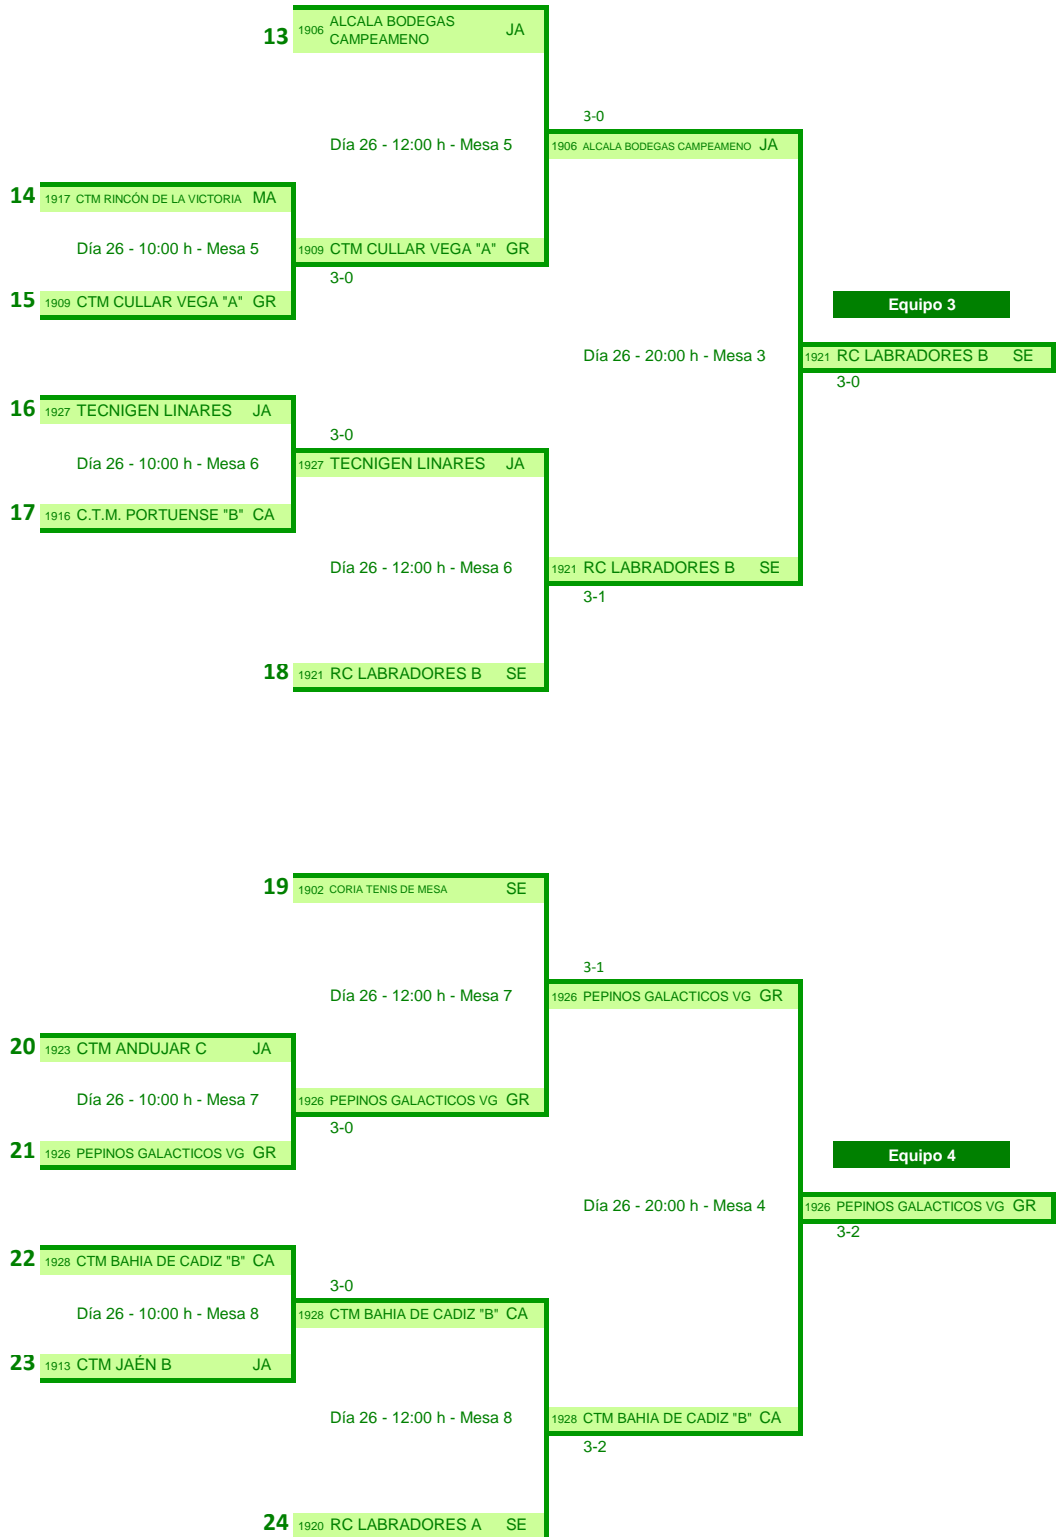 13 1906 ALCALA BODEGAS CAMPEAMENO JA
3-0
Día 26 - 12:00 h - Mesa 5
1906 ALCALA BODEGAS CAMPEAMENO JA
14 1917 CTM RINCÓN DE LA VICTORIA MA
Día 26 - 10:00 h - Mesa 5
1909 CTM CULLAR VEGA "A" GR
3-0
15 1909 CTM CULLAR VEGA "A" GR
Equipo 3
Día 26 - 20:00 h - Mesa 3
1921 RC LABRADORES B SE
3-0
16 1927 TECNIGEN LINARES JA
3-0
Día 26 - 10:00 h - Mesa 6
1927 TECNIGEN LINARES JA
17 1916 C.T.M. PORTUENSE "B" CA
Día 26 - 12:00 h - Mesa 6
1921 RC LABRADORES B SE
3-1
18 1921 RC LABRADORES B SE
19 1902 CORIA TENIS DE MESA SE
3-1
Día 26 - 12:00 h - Mesa 7
1926 PEPINOS GALACTICOS VG GR
20 1923 CTM ANDUJAR C JA
Día 26 - 10:00 h - Mesa 7
1926 PEPINOS GALACTICOS VG GR
3-0
21 1926 PEPINOS GALACTICOS VG GR
Equipo 4
Día 26 - 20:00 h - Mesa 4
1926 PEPINOS GALACTICOS VG GR
3-2
22 1928 CTM BAHIA DE CADIZ "B" CA
3-0
Día 26 - 10:00 h - Mesa 8
1928 CTM BAHIA DE CADIZ "B" CA
23 1913 CTM JAÉN B JA
Día 26 - 12:00 h - Mesa 8
1928 CTM BAHIA DE CADIZ "B" CA
3-2
24 1920 RC LABRADORES A SE